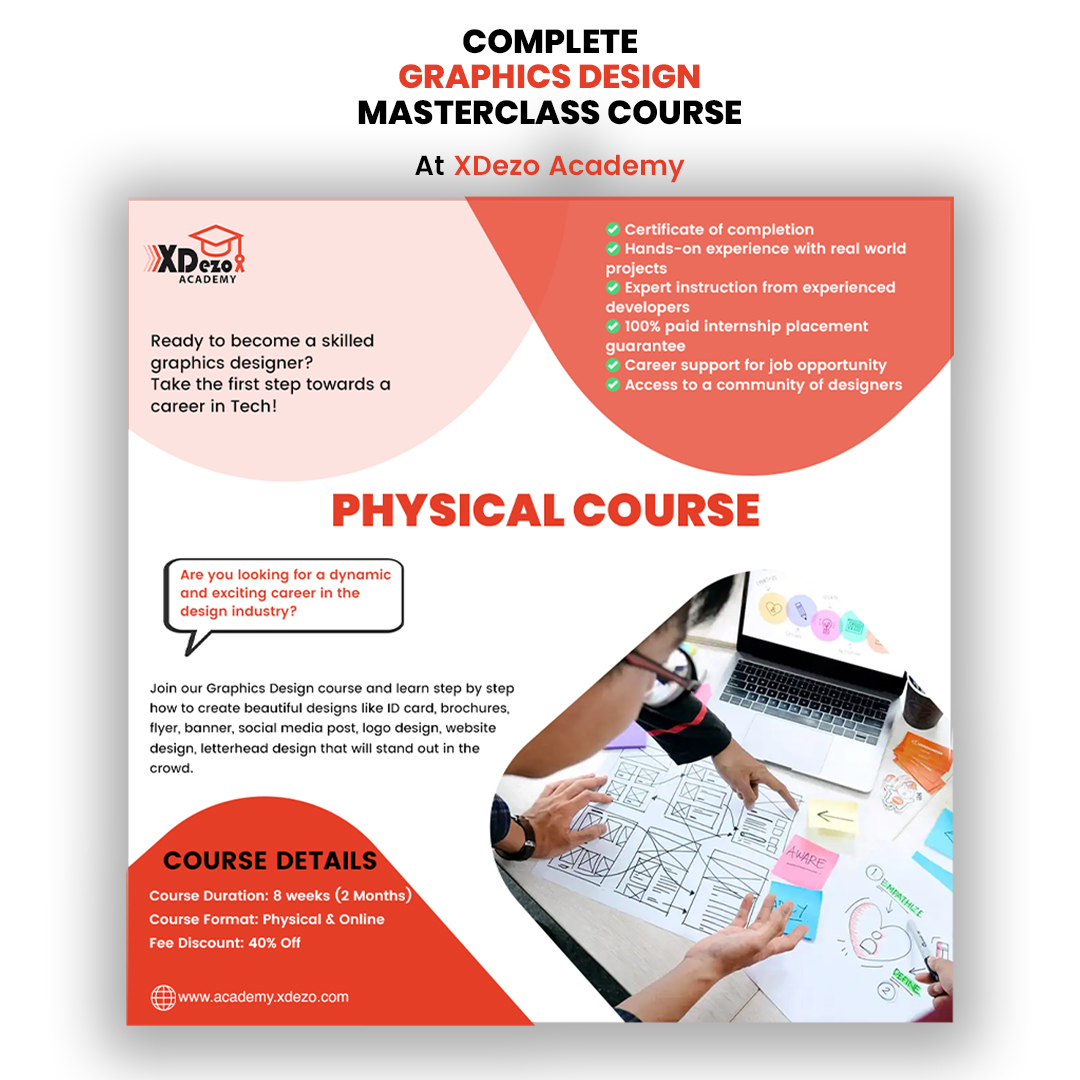 COMPLETE
GRAPHICS DESIGN
MASTERCLASS COURSE
At XDezo Academy
XDezo
ACADEMY
Ready to become a skilled
graphics designer?
Take the first step towards a
career in Tech!
✅ Certificate of completion
✅ Hands-on experience with real world
projects
✅ Expert instruction from experienced
developers
✅ 100% paid internship placement
guarantee
✅ Career support for job opportunity
✅ Access to a community of designers
PHYSICAL COURSE
Are you looking for a dynamic
and exciting career in the
design industry?
Join our Graphics Design course and learn step by step
how to create beautiful designs like ID card, brochures,
flyer, banner, social media post, logo design, website
design, letterhead design that will stand out in the
crowd.
AWARE
1 EMPATHIZE
DEFINE
2
COURSE DETAILS
Course Duration: 8 weeks (2 Months)
Course Format: Physical & Online
Fee Discount: 40% Off
www.academy.xdezo.com